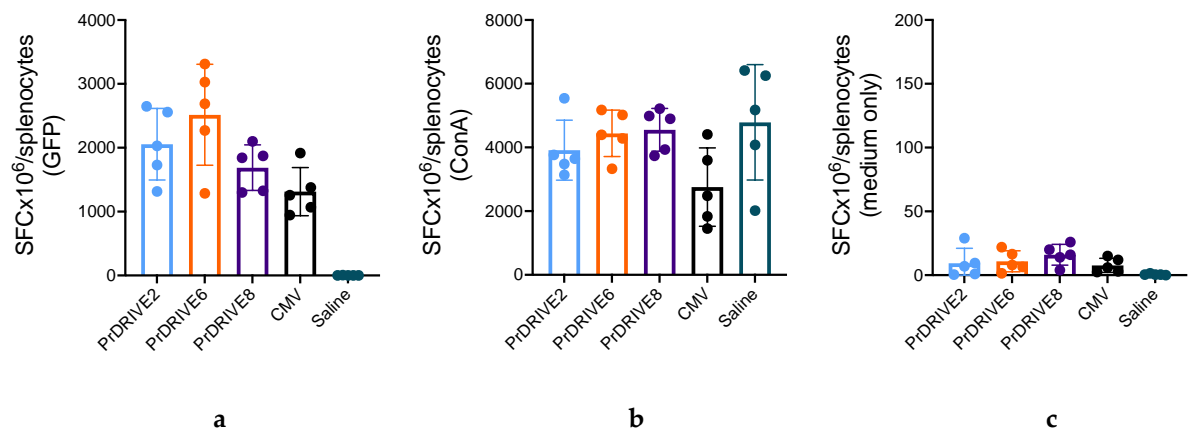 SFCx10⁶/splenocytes
(GFP)
4000
3000
2000
1000
0
PrDRIVE2
PrDRIVE6
PrDRIVE8
CMV
Saline
a
SFCx10⁶/splenocytes
(ConA)
8000
6000
4000
2000
0
PrDRIVE2
PrDRIVE6
PrDRIVE8
CMV
Saline
b
SFCx10⁶/splenocytes
(medium only)
200
150
100
50
0
PrDRIVE2
PrDRIVE6
PrDRIVE8
CMV
Saline
c